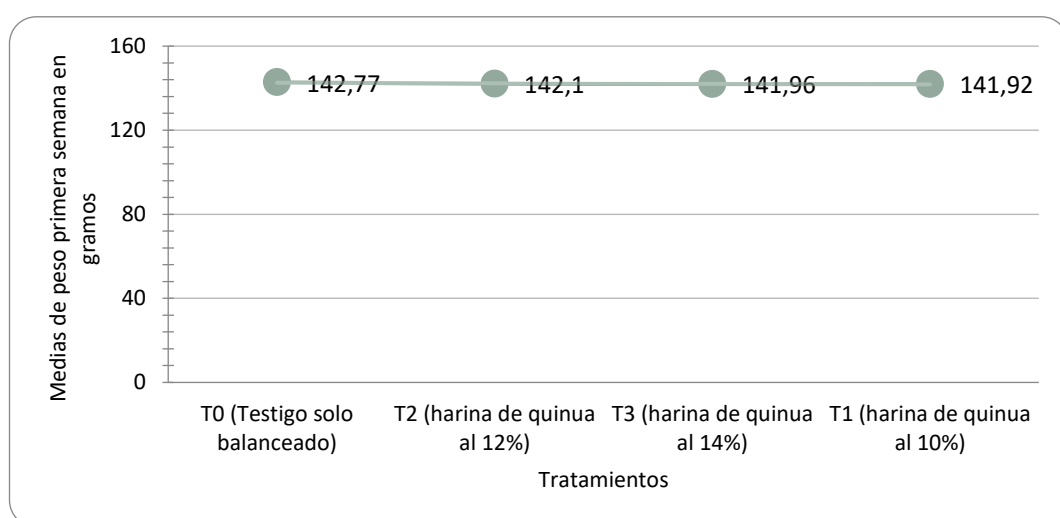 Medias de peso primera semana en
gramos
160
120
80
40
0
142,77
142,1
141,96
141,92
T0 (Testigo solo
balanceado)
T2 (harina de quinua
al 12%)
T3 (harina de quinua
al 14%)
T1 (harina de quinua
al 10%)
Tratamientos